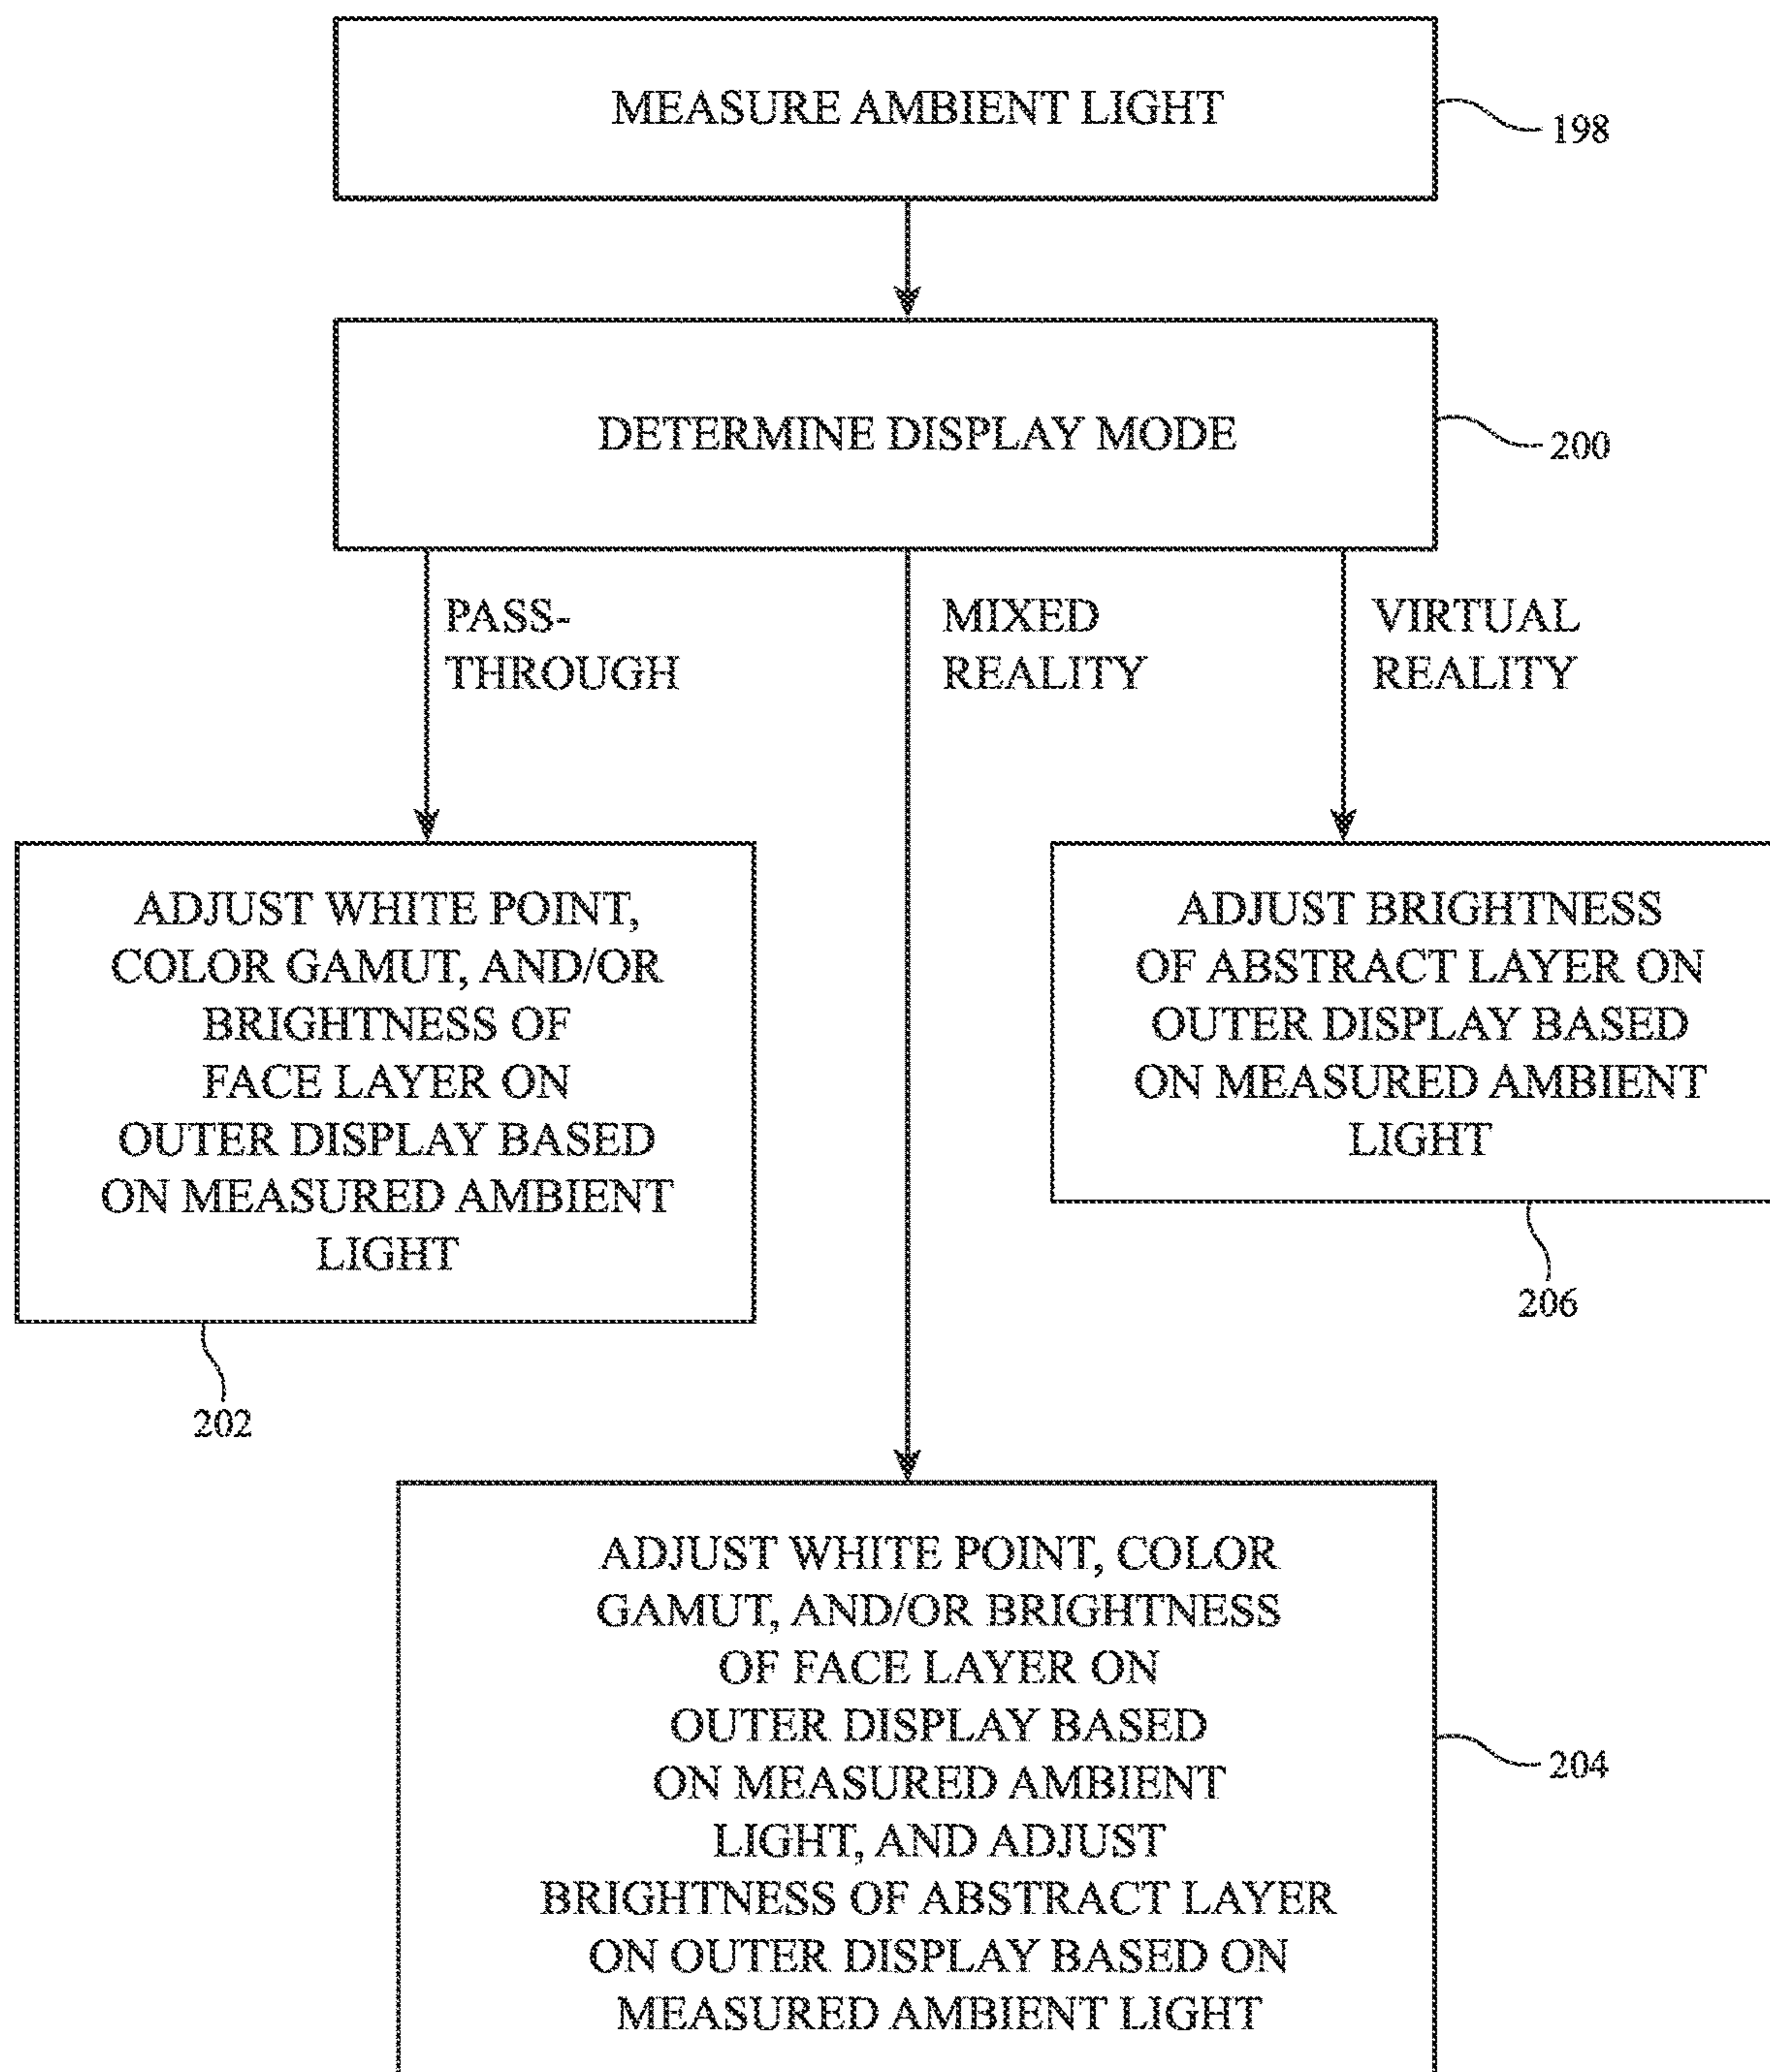 MEASURE AMBIENT LIGHT
198
DETERMINE DISPLAY MODE
200
PASS-
THROUGH
MIXED
REALITY
VIRTUAL
REALITY
ADJUST WHITE POINT,
COLOR GAMUT, AND/OR
BRIGHTNESS OF
FACE LAYER ON
OUTER DISPLAY BASED
ON MEASURED AMBIENT
LIGHT
202
ADJUST BRIGHTNESS
OF ABSTRACT LAYER ON
OUTER DISPLAY BASED
ON MEASURED AMBIENT
LIGHT
206
ADJUST WHITE POINT, COLOR
GAMUT, AND/OR BRIGHTNESS
OF FACE LAYER ON
OUTER DISPLAY BASED
ON MEASURED AMBIENT
LIGHT, AND ADJUST
BRIGHTNESS OF ABSTRACT LAYER
ON OUTER DISPLAY BASED ON
MEASURED AMBIENT LIGHT
204